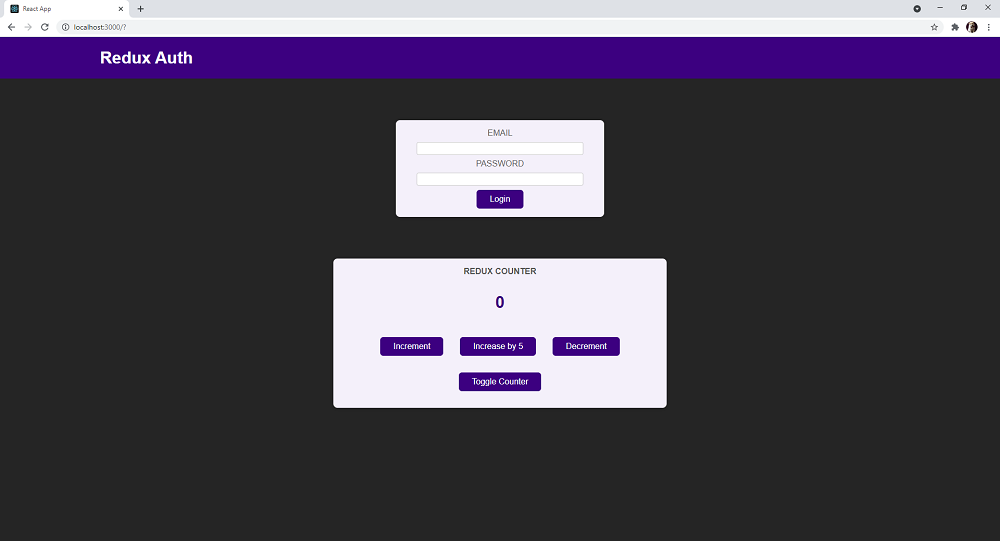 React App
localhost:3000/?
Redux Auth
EMAIL
PASSWORD
Login
REDUX COUNTER
0
Increment Increase by 5 Decrement
Toggle Counter